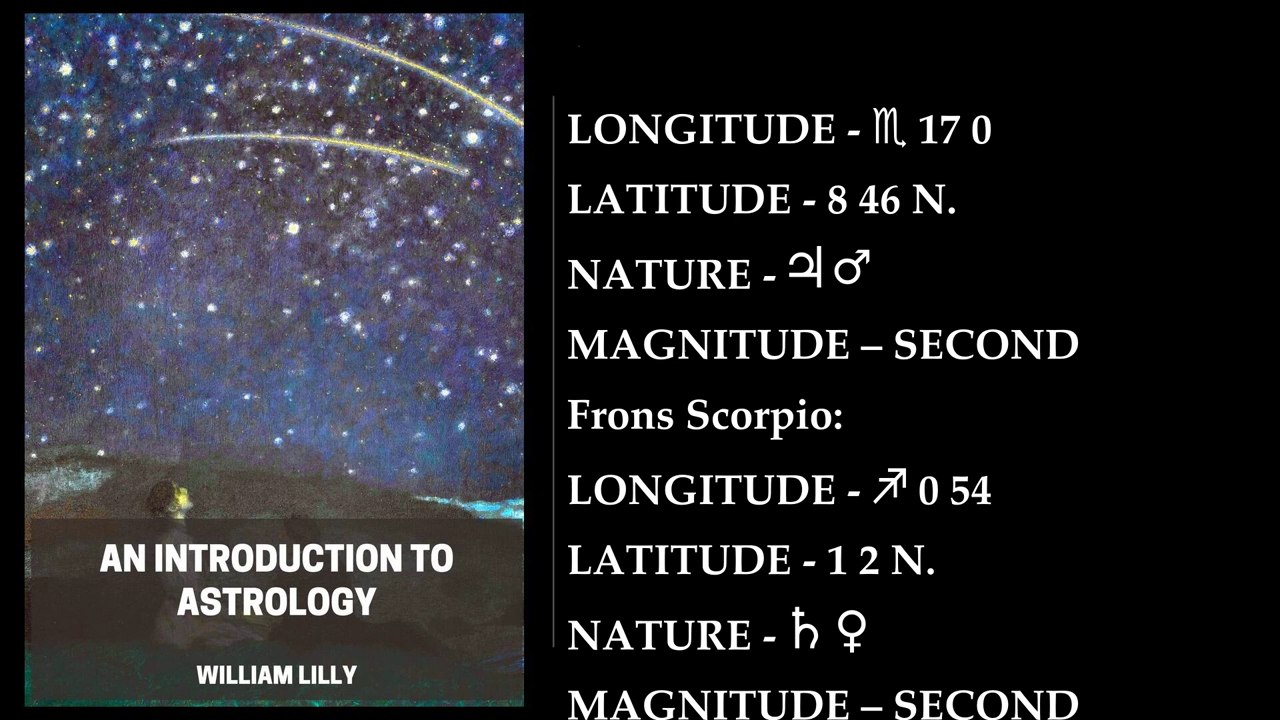 AN INTRODUCTION TO
ASTROLOGY
WILLIAM LILLY
LONGITUDE - ♏ 17 0
LATITUDE - 8 46 N.
NATURE - ♃ ♂
MAGNITUDE – SECOND
Frons Scorpio:
LONGITUDE - ♐ 0 54
LATITUDE - 1 2 N.
NATURE - ♄ ♀
MAGNITUDE – SECOND